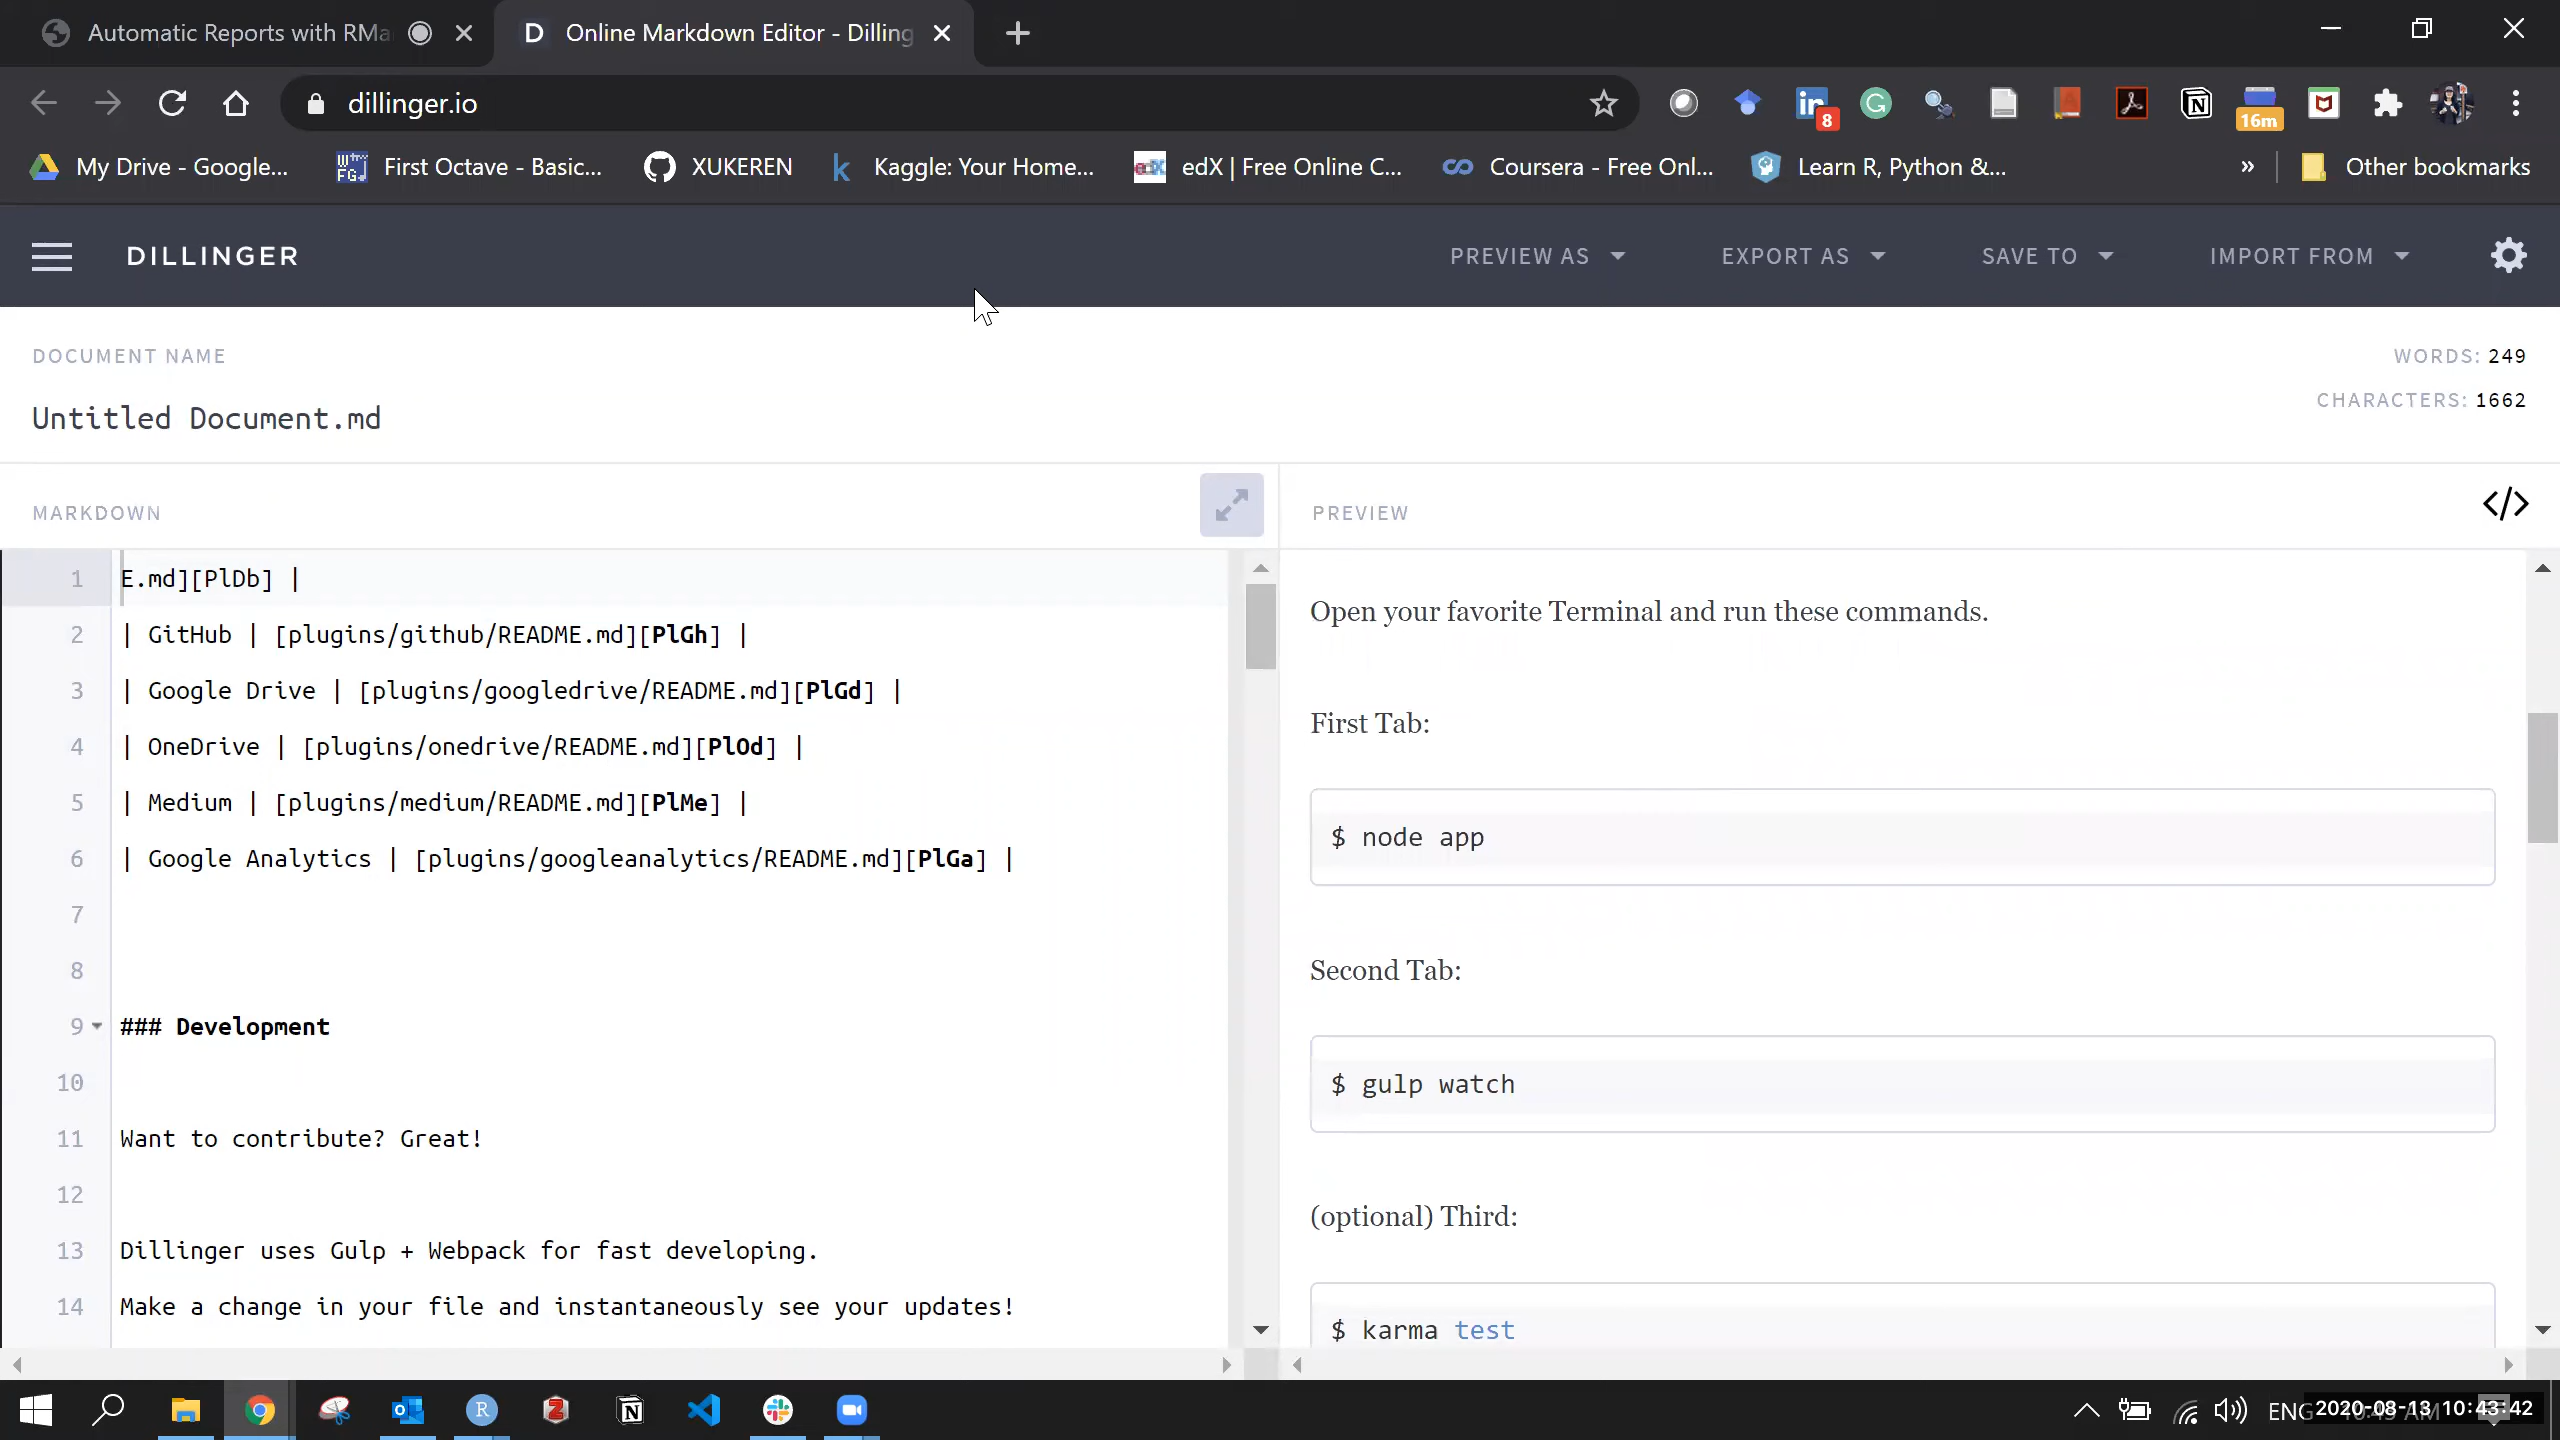 Automatic Reports with RMa
D Online Markdown Editor - Dilling
dillinger.io
8
16m
My Drive - Google...
First Octave - Basic...
XUKEREN
Kaggle: Your Home...
edX | Free Online C...
Coursera - Free Onl...
Learn R, Python &...
»
Other bookmarks
DILLINGER
PREVIEW AS
EXPORT AS
SAVE TO
IMPORT FROM
DOCUMENT NAME
WORDS: 249
CHARACTERS: 1662
Untitled Document.md
MARKDOWN
PREVIEW
</>
1 E.md][PlDb] |
2 | GitHub | [plugins/github/README.md][PlGh] |
3 | Google Drive | [plugins/googledrive/README.md][PlGd] |
4 | OneDrive | [plugins/onedrive/README.md][PlOd] |
5 | Medium | [plugins/medium/README.md][PlMe] |
6 | Google Analytics | [plugins/googleanalytics/README.md][PlGa] |
7
8
9 ### Development
10
11 Want to contribute? Great!
12
13 Dillinger uses Gulp + Webpack for fast developing.
14 Make a change in your file and instantaneously see your updates!
Open your favorite Terminal and run these commands.
First Tab:
$ node app
Second Tab:
$ gulp watch
(optional) Third:
$ karma test
ENG
2020-08-13 10:43:42